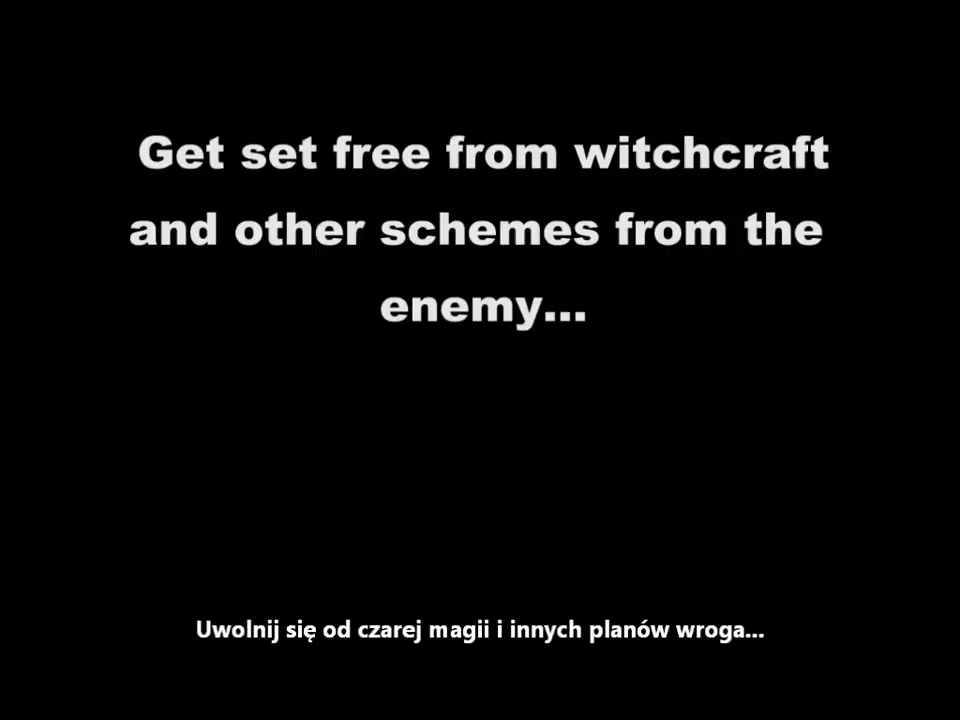 Get set free from witchcraft
and other schemes from the
enemy...
Uwolnij się od czarej magii i innych planów wroga...